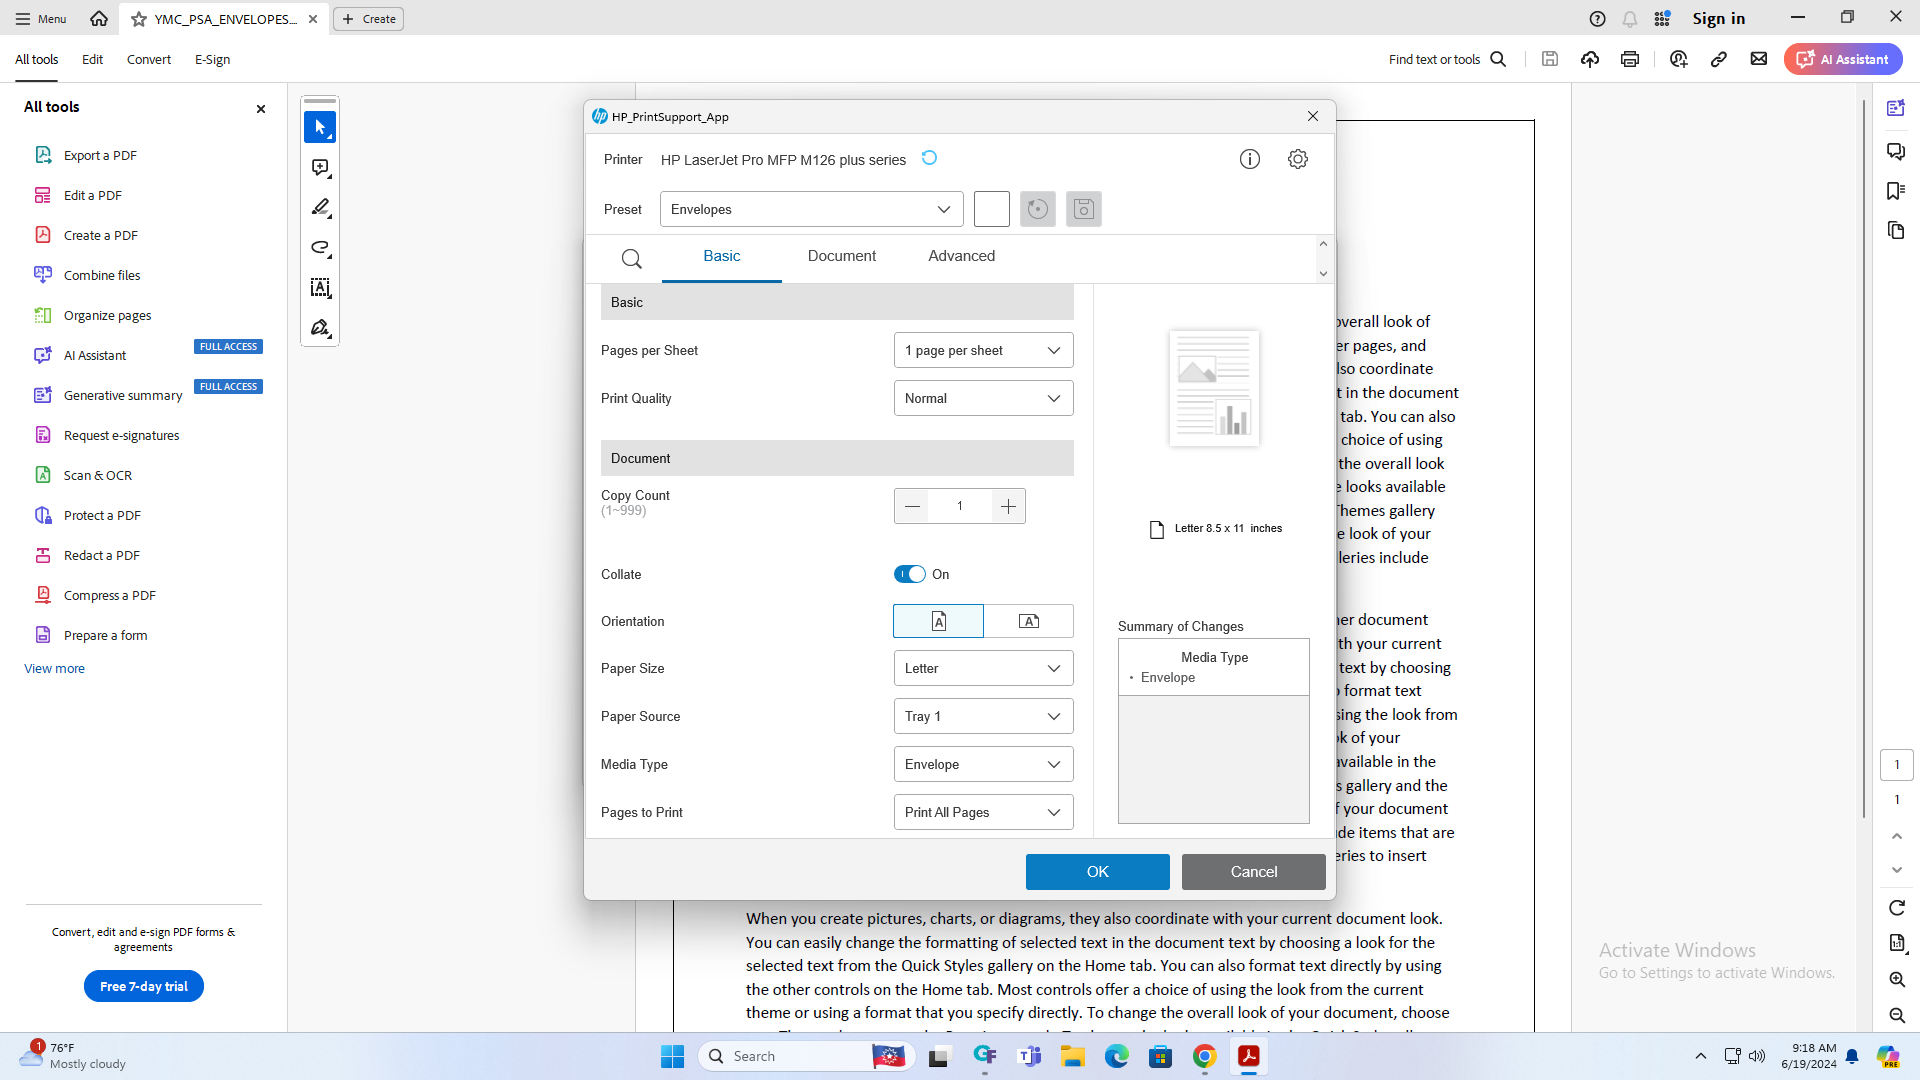 Menu
YMC_PSA_ENVELOPES...
Create
Sign in
All tools
Edit
Convert
E-Sign
Find text or tools
AI Assistant
All tools
Export a PDF
Edit a PDF
Create a PDF
Combine files
Organize pages
AI Assistant
FULL ACCESS
Generative summary
FULL ACCESS
Request e-signatures
Scan & OCR
Protect a PDF
Redact a PDF
Compress a PDF
Prepare a form
View more
Convert, edit and e-sign PDF forms &
agreements
Free 7-day trial
HP_PrintSupport_App
Printer HP LaserJet Pro MFP M126 plus series
Preset Envelopes
Basic Document Advanced
Basic
Pages per Sheet 1 page per sheet
Print Quality Normal
Document
Copy Count
(1~999)
1
Collate On
Orientation
Paper Size Letter
Paper Source Tray 1
Media Type Envelope
Pages to Print Print All Pages
Letter 8.5 x 11 inches
Summary of Changes
Media Type
• Envelope
OK
Cancel
overall look of
er pages, and
lso coordinate
t in the document
tab. You can also
choice of using
the overall look
e looks available
Themes gallery
e look of your
lleries include
her document
th your current
text by choosing
o format text
sing the look from
ok of your
available in the
s gallery and the
f your document
de items that are
eries to insert
When you create pictures, charts, or diagrams, they also coordinate with your current document look.
You can easily change the formatting of selected text in the document text by choosing a look for the
selected text from the Quick Styles gallery on the Home tab. You can also format text directly by using
the other controls on the Home tab. Most controls offer a choice of using the look from the current
theme or using a format that you specify directly. To change the overall look of your document, choose
Activate Windows
Go to Settings to activate Windows.
1
1
1
76°F
Mostly cloudy
Search
9:18 AM
6/19/2024
PRE